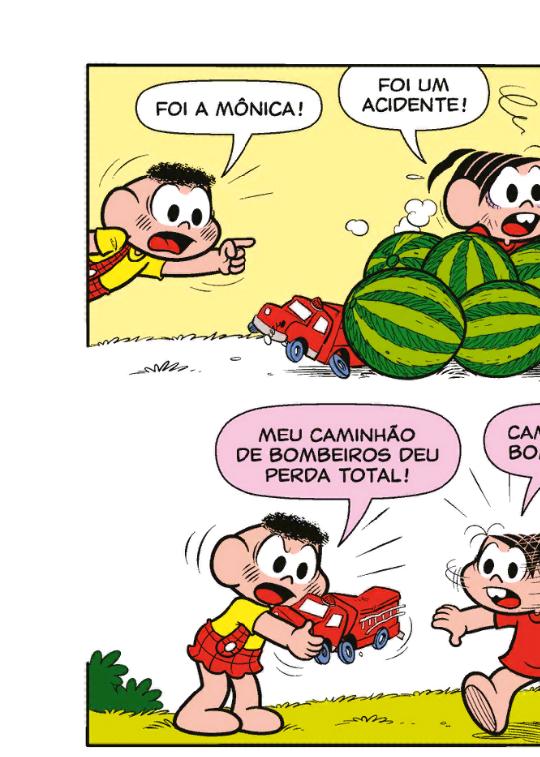 FOI A MÔNICA!
FOI UM
ACIDENTE!
MEU CAMINHÃO
DE BOMBEIROS DEU
PERDA TOTAL!